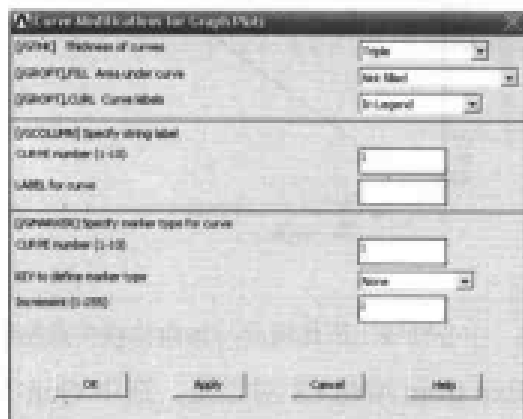 Curve Modifications for Graph Plots
[/GTHK] Thickness of curves Triple
[/GROPT],FILL Area under curve Not filled
[/GROPT],CURL Curve labels In Legend
[/GCOLUMN] Specify string label
CURVE number (1-10) 1
LABEL for curve
[/GMARKER] Specify marker type for curve
CURVE number (1-10) 1
KEY to define marker type None
Increment (1-255) 1
OK Apply Cancel Help